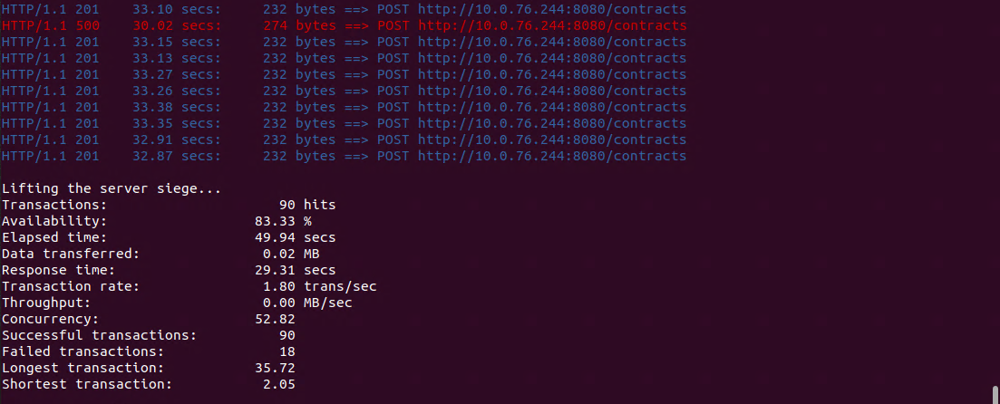 HTTP/1.1 201    33.10 secs:     232 bytes ==> POST http://10.0.76.244:8080/contracts
HTTP/1.1 500    30.02 secs:     274 bytes ==> POST http://10.0.76.244:8080/contracts
HTTP/1.1 201    33.15 secs:     232 bytes ==> POST http://10.0.76.244:8080/contracts
HTTP/1.1 201    33.13 secs:     232 bytes ==> POST http://10.0.76.244:8080/contracts
HTTP/1.1 201    33.27 secs:     232 bytes ==> POST http://10.0.76.244:8080/contracts
HTTP/1.1 201    33.26 secs:     232 bytes ==> POST http://10.0.76.244:8080/contracts
HTTP/1.1 201    33.38 secs:     232 bytes ==> POST http://10.0.76.244:8080/contracts
HTTP/1.1 201    33.35 secs:     232 bytes ==> POST http://10.0.76.244:8080/contracts
HTTP/1.1 201    32.91 secs:     232 bytes ==> POST http://10.0.76.244:8080/contracts
HTTP/1.1 201    32.87 secs:     232 bytes ==> POST http://10.0.76.244:8080/contracts
Lifting the server siege...
Transactions:                     90 hits
Availability:                  83.33 %
Elapsed time:                  49.94 secs
Data transferred:               0.02 MB
Response time:                 29.31 secs
Transaction rate:               1.80 trans/sec
Throughput:                     0.00 MB/sec
Concurrency:                   52.82
Successful transactions:          90
Failed transactions:              18
Longest transaction:           35.72
Shortest transaction:           2.05